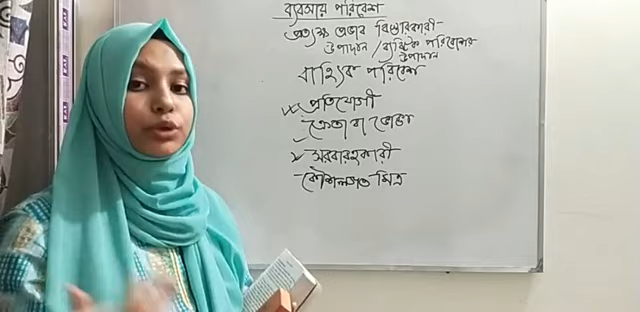 ব্যবসায় পরিবেশ
প্রত্যক্ষ প্রভাব বিস্তারকারী
উপাদান / ব্যষ্টিক পরিবেশের
উপাদান
বাহ্যিক পরিবেশ
প্রতিযোগী
ক্রেতা বা ভোক্তা
সরবরাহকারী
কৌশলগত মিত্র